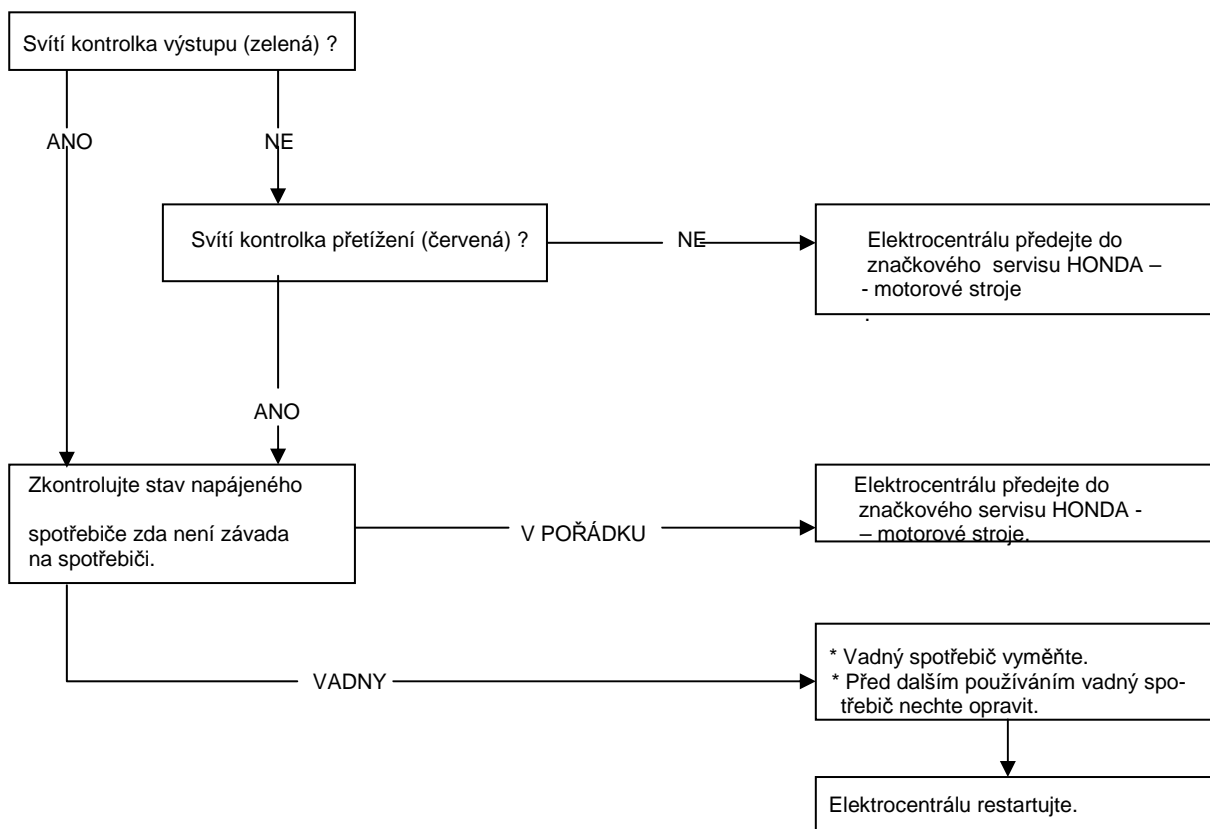 Svítí kontrolka výstupu (zelená) ?
ANO
NE
Svítí kontrolka přetížení (červená) ?
NE
Elektrocentrálu předejte do
značkového servisu HONDA –
- motorové stroje
.
ANO
Zkontrolujte stav napájeného
spotřebiče zda není závada
na spotřebiči.
V POŘÁDKU
Elektrocentrálu předejte do
značkového servisu HONDA -
– motorové stroje.
VADNY
* Vadný spotřebič vyměňte.
* Před dalším používáním vadný spo-
třebič nechte opravit.
Elektrocentrálu restartujte.